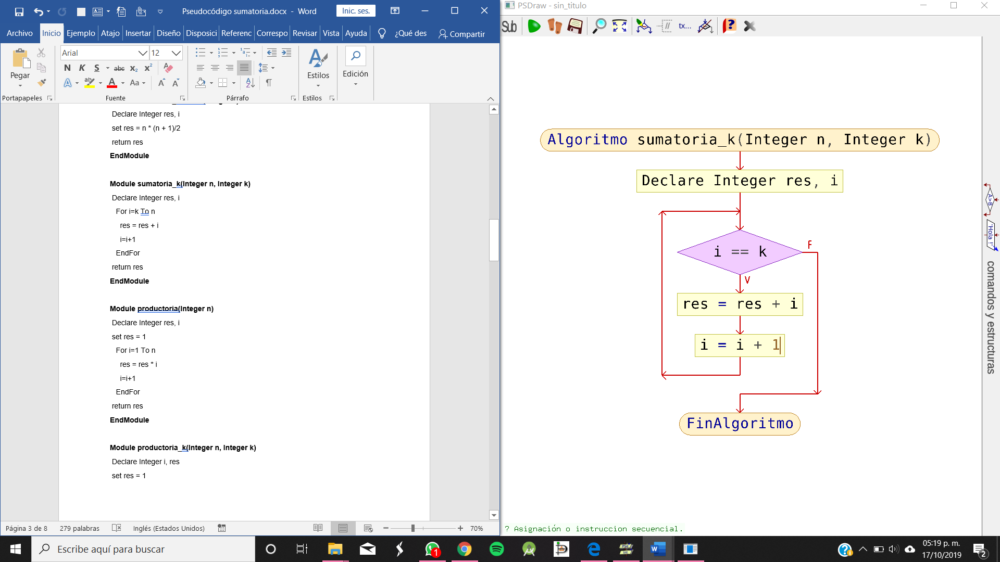 Pseudocódigo sumatoria.docx - Word
Inic. ses.
Archivo Inicio Ejemplo Atajo Insertar Diseño Disposici Referenc Correspo Revisar Vista Ayuda ¿Qué des Compartir
Pegar
Arial 12
N K S abc x₂ x²
A ab A Aa A A
Estilos
Edición
Portapapeles Fuente Párrafo Estilos
Declare Integer res, i
set res = n * (n + 1)/2
return res
EndModule
Module sumatoria_k(Integer n, Integer k)
Declare Integer res, i
For i=k To n
res = res + i
i=i+1
EndFor
return res
EndModule
Module productoria(Integer n)
Declare Integer res, i
set res = 1
For i=1 To n
res = res * i
i=i+1
EndFor
return res
EndModule
Module productoria_k(Integer n, Integer k)
Declare Integer i, res
set res = 1
Página 3 de 8 279 palabras Inglés (Estados Unidos) 70%
PSDraw - sin_titulo
Sub tx...
Algoritmo sumatoria_k(Integer n, Integer k)
Declare Integer res, i
i == k
F
V
res = res + i
i = i + 1
FinAlgoritmo
A>B
'Hola !'
comandos y estructuras
? Asignación o instruccion secuencial.
Escribe aquí para buscar
1
05:19 p. m.
17/10/2019
2